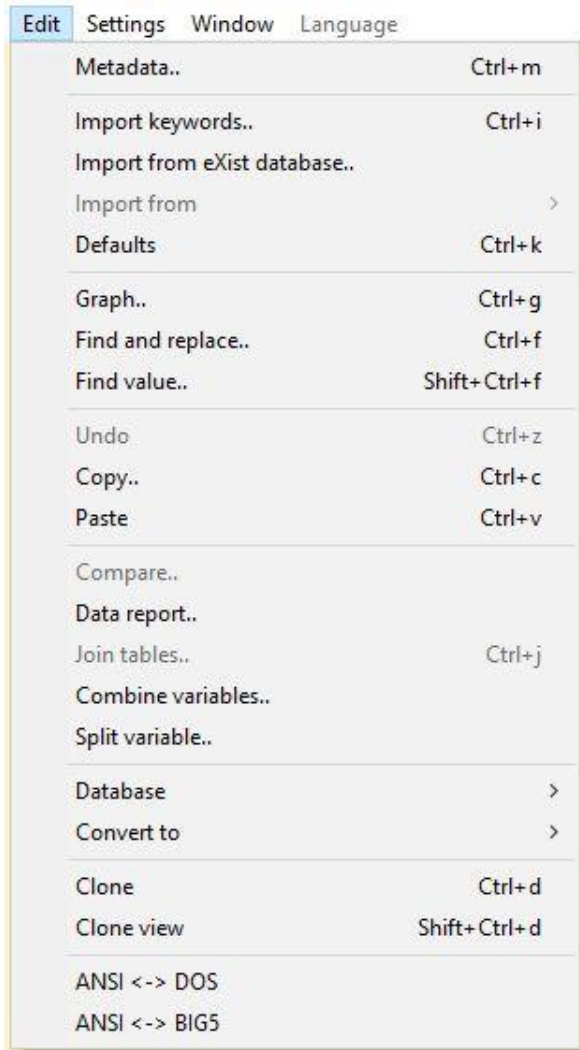 Edit Settings Window Language
Metadata.. Ctrl+m
Import keywords.. Ctrl+i
Import from eXist database..
Import from >
Defaults Ctrl+k
Graph.. Ctrl+g
Find and replace.. Ctrl+f
Find value.. Shift+Ctrl+f
Undo Ctrl+z
Copy.. Ctrl+c
Paste Ctrl+v
Compare..
Data report..
Join tables.. Ctrl+j
Combine variables..
Split variable..
Database >
Convert to >
Clone Ctrl+d
Clone view Shift+Ctrl+d
ANSI <-> DOS
ANSI <-> BIG5